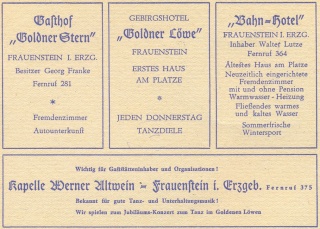 Gasthof
„Goldner Stern"
FRAUENSTEIN I. ERZG.
Besitzer Georg Franke
Fernruf 281
*
Fremdenzimmer
Autounterkunft
GEBIRGSHOTEL
„Goldner Löwe"
FRAUENSTEIN
ERSTES HAUS
AM PLATZE
*
JEDEN DONNERSTAG
TANZDIELE
„Bahn=Hotel"
FRAUENSTEIN I. ERZG.
Inhaber Walter Lutze
Fernruf 364
Ältestes Haus am Platze
Neuzeitlich eingerichtete
Fremdenzimmer
mit und ohne Pension
Warmwasser-Heizung
Fließendes warmes
und kaltes Wasser
Sommerfrische
Wintersport
Wichtig für Gaststätteninhaber und Organisationen!
Kapelle Werner Altwein = Frauenstein i. Erzgeb. Fernruf 375
Bekannt für gute Tanz- und Unterhaltungsmusik!
Wir spielen zum Jubiläums-Konzert zum Tanz im Goldenen Löwen